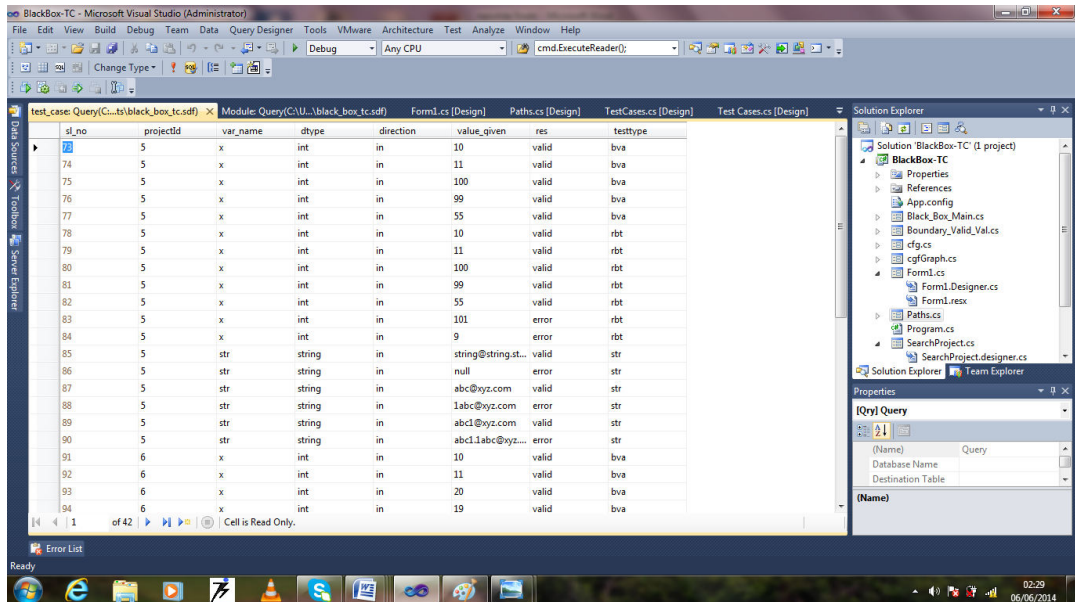 BlackBox-TC - Microsoft Visual Studio (Administrator)
File Edit View Build Debug Team Data Query Designer Tools VMware Architecture Test Analyze Window Help
Debug Any CPU cmd.ExecuteReader();
Change Type
test_case: Query(C:...ts\black_box_tc.sdf) Module: Query(C:\U...\black_box_tc.sdf) Form1.cs [Design] Paths.cs [Design] TestCases.cs [Design] Test Cases.cs [Design]
sl_no projectId var_name dtype direction value_given res testtype
73 5 x int in 10 valid bva
74 5 x int in 11 valid bva
75 5 x int in 100 valid bva
76 5 x int in 99 valid bva
77 5 x int in 55 valid bva
78 5 x int in 10 valid rbt
79 5 x int in 11 valid rbt
80 5 x int in 100 valid rbt
81 5 x int in 99 valid rbt
82 5 x int in 55 valid rbt
83 5 x int in 101 error rbt
84 5 x int in 9 error rbt
85 5 str string in string@string.st... valid str
86 5 str string in null error str
87 5 str string in abc@xyz.com valid str
88 5 str string in 1abc@xyz.com error str
89 5 str string in abc1@xyz.com valid str
90 5 str string in abc1.1abc@xyz.... error str
91 6 x int in 10 valid bva
92 6 x int in 11 valid bva
93 6 x int in 20 valid bva
94 6 x int in 19 valid bva
1 of 42 Cell is Read Only.
Data Sources
Toolbox
Server Explorer
Solution Explorer
Solution 'BlackBox-TC' (1 project)
BlackBox-TC
Properties
References
App.config
Black_Box_Main.cs
Boundary_Valid_Val.cs
cfg.cs
cgfGraph.cs
Form1.cs
Form1.Designer.cs
Form1.resx
Paths.cs
Program.cs
SearchProject.cs
SearchProject.designer.cs
Solution Explorer Team Explorer
Properties
[Qry] Query
(Name) Query
Database Name
Destination Table
(Name)
Error List
Ready
02:29
06/06/2014